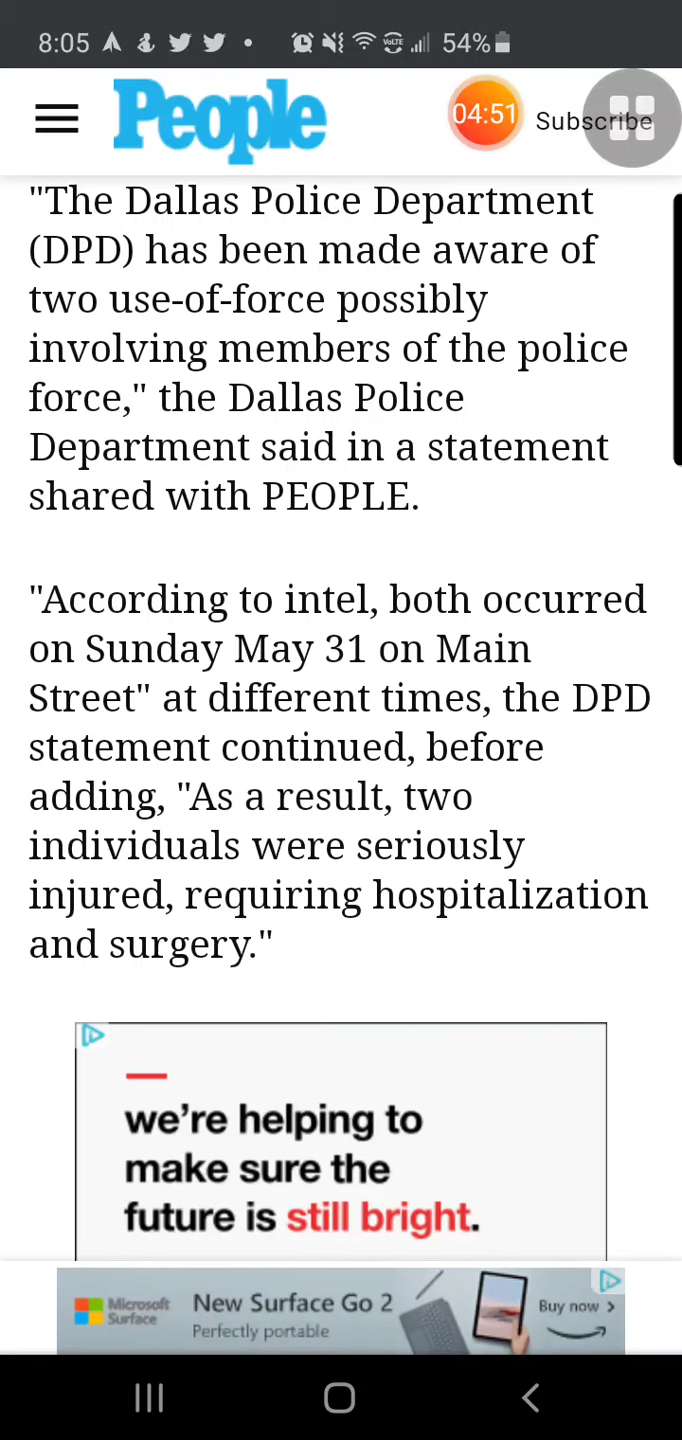 8:05 VoLTE 54%
People 04:51 Subscribe
"The Dallas Police Department
(DPD) has been made aware of
two use-of-force possibly
involving members of the police
force," the Dallas Police
Department said in a statement
shared with PEOPLE.
"According to intel, both occurred
on Sunday May 31 on Main
Street" at different times, the DPD
statement continued, before
adding, "As a result, two
individuals were seriously
injured, requiring hospitalization
and surgery."
we're helping to
make sure the
future is still bright.
Microsoft
Surface
New Surface Go 2
Perfectly portable
Buy now >